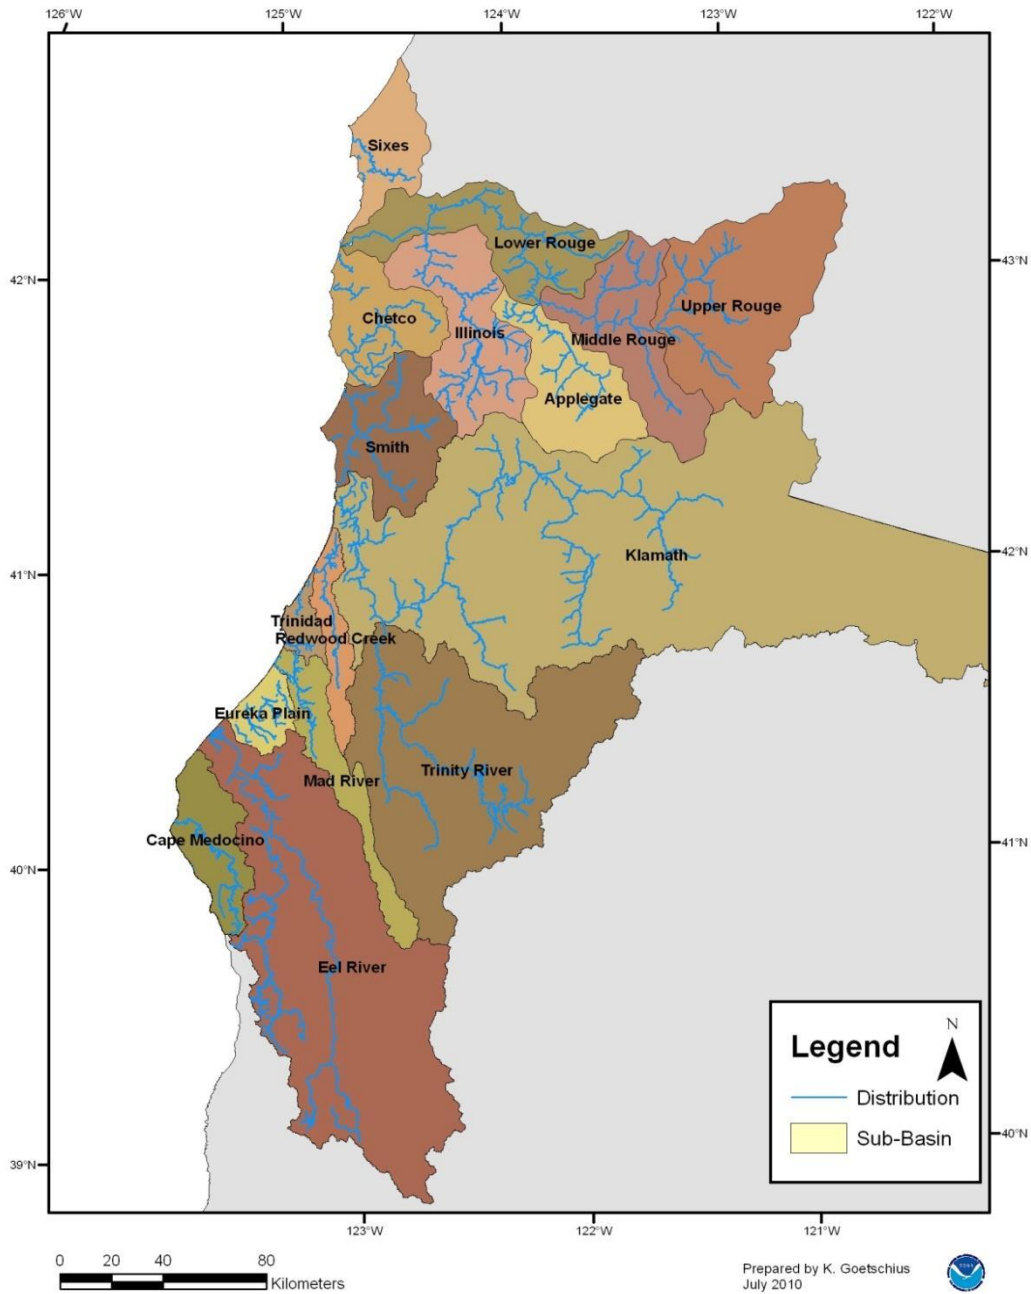 126°W 125°W 124°W 123°W 122°W
Sixes
Lower Rouge
42°N 43°N
Upper Rouge
Chetco
Illinois
Middle Rouge
Applegate
Smith
Klamath
41°N 42°N
Trinidad
Redwood Creek
Eureka Plain
Trinity River
Mad River
Cape Medocino
40°N 41°N
Eel River
Legend
N
Distribution
Sub-Basin
40°N
39°N
123°W 122°W 121°W
0 20 40 80
Kilometers
Prepared by K. Goetschius
July 2010